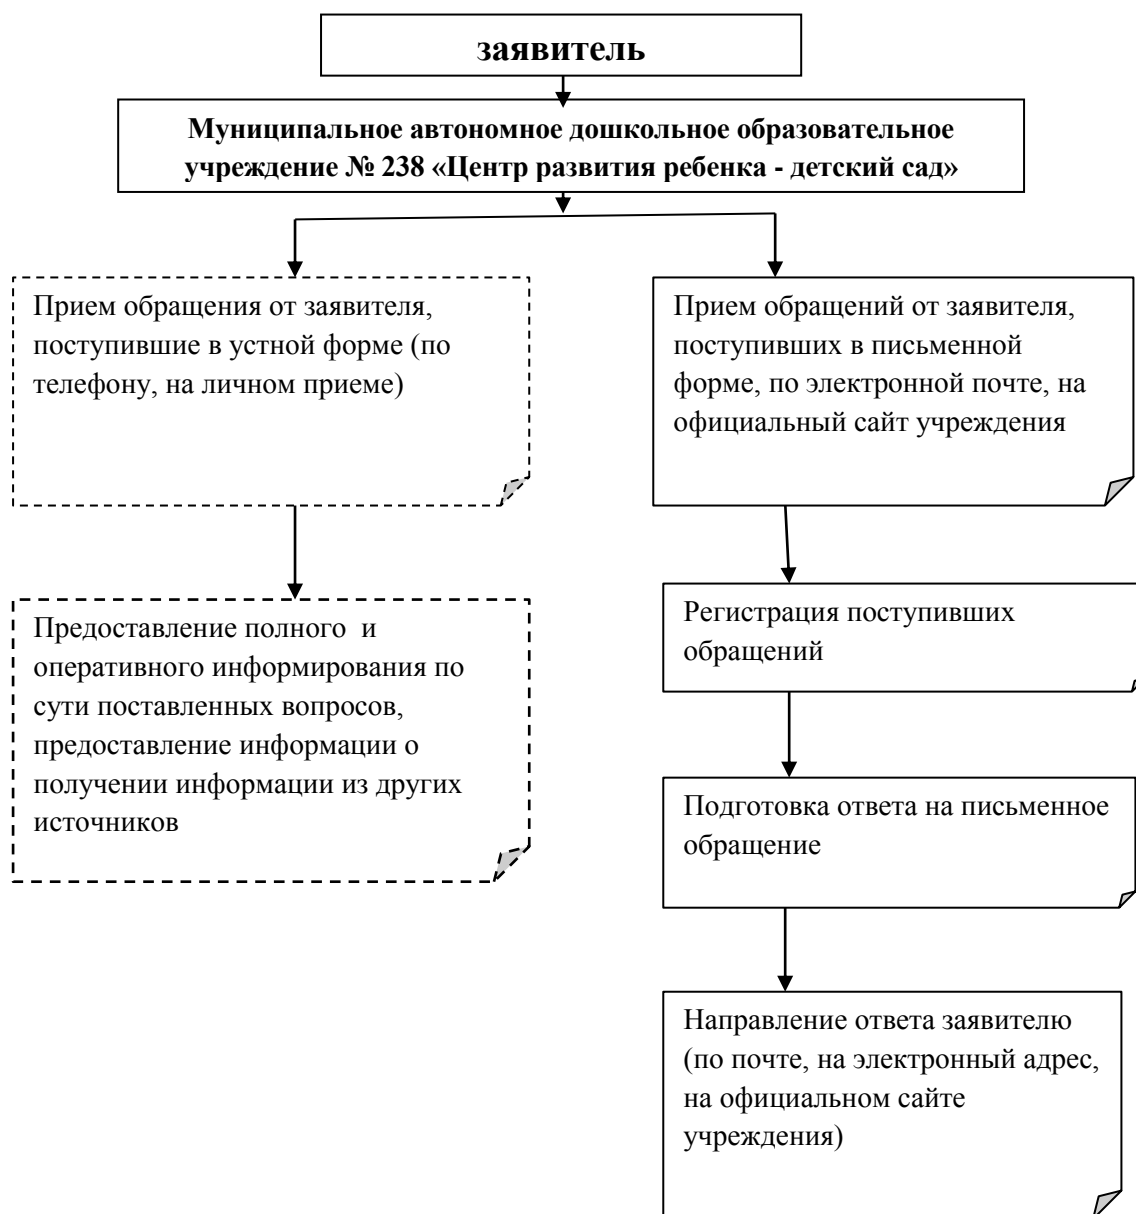 заявитель
Муниципальное автономное дошкольное образовательное
учреждение № 238 «Центр развития ребенка - детский сад»
Прием обращения от заявителя,
поступившие в устной форме (по
телефону, на личном приеме)
Прием обращений от заявителя,
поступивших в письменной
форме, по электронной почте, на
официальный сайт учреждения
Предоставление полного  и
оперативного информирования по
сути поставленных вопросов,
предоставление информации о
получении информации из других
источников
Регистрация поступивших
обращений
Подготовка ответа на письменное
обращение
Направление ответа заявителю
(по почте, на электронный адрес,
на официальном сайте
учреждения)